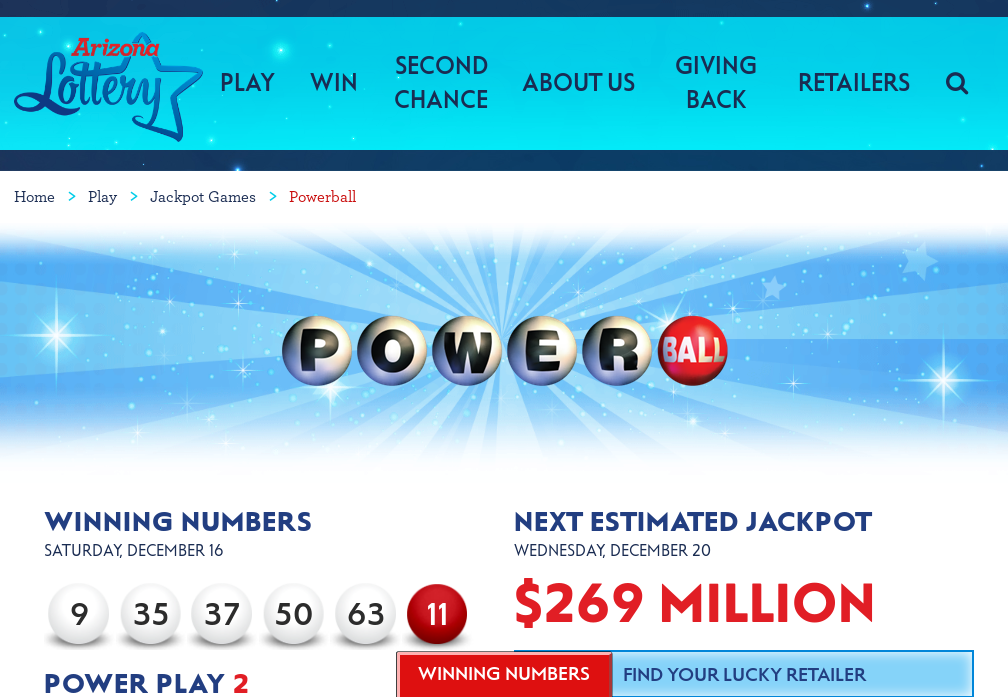 Arizona
Lottery
PLAY
WIN
SECOND
CHANCE
ABOUT US
GIVING
BACK
RETAILERS
Home > Play > Jackpot Games > Powerball
POWER BALL
WINNING NUMBERS
SATURDAY, DECEMBER 16
9 35 37 50 63 11
POWER PLAY 2
NEXT ESTIMATED JACKPOT
WEDNESDAY, DECEMBER 20
$269 MILLION
WINNING NUMBERS
FIND YOUR LUCKY RETAILER